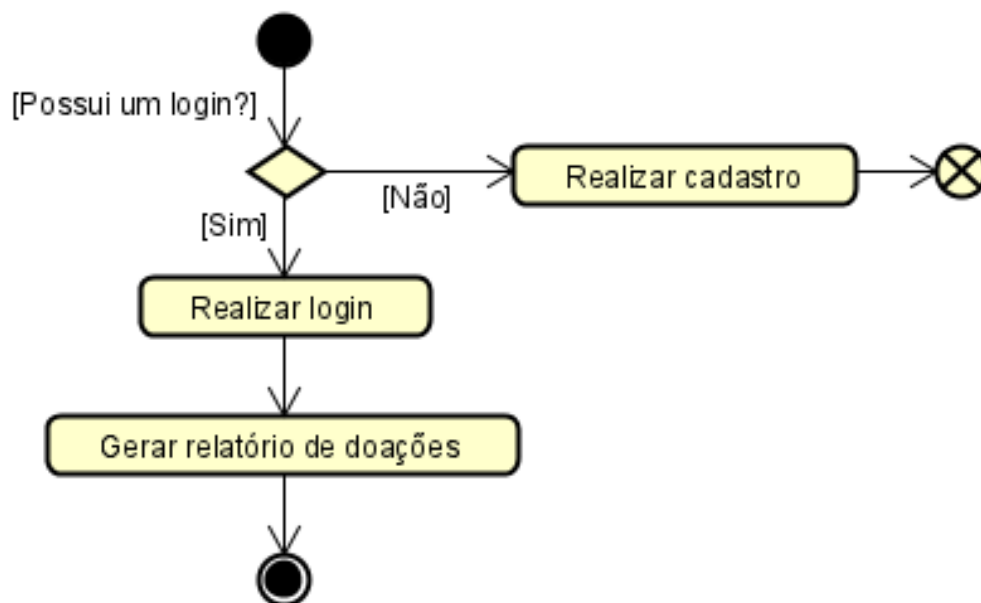 [Possui um login?]
Realizar cadastro
[Não]
[Sim]
Realizar login
Gerar relatório de doações